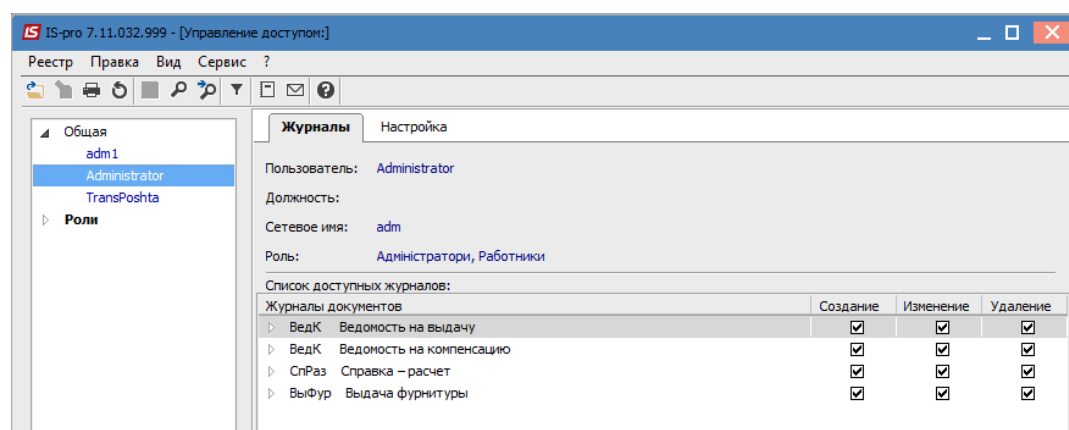 IS IS-pro 7.11.032.999 - [Управление доступом:]
Реестр Правка Вид Сервис ?
Общая
adm1
Administrator
TransPoshta
Роли
Журналы Настройка
Пользователь: Administrator
Должность:
Сетевое имя: adm
Роль: Адміністратори, Работники
Список доступных журналов:
Журналы документов Создание Изменение Удаление
ВедК Ведомость на выдачу
ВедК Ведомость на компенсацию
СпРаз Справка – расчет
ВыФур Выдача фурнитуры